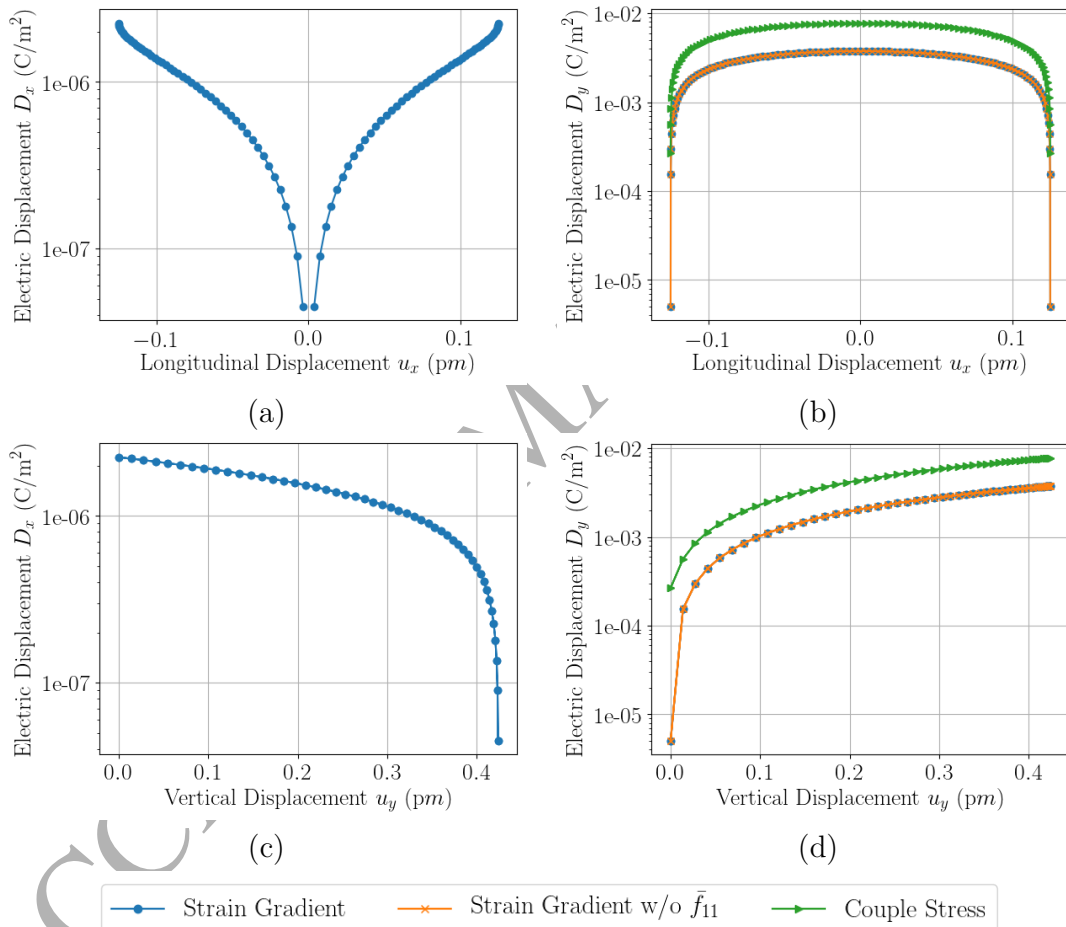 Electric Displacement D_x (C/m²)
1e-06
1e-07
−0.1 0.0 0.1
Longitudinal Displacement u_x (pm)
(a)
Electric Displacement D_y (C/m²)
1e-02
1e-03
1e-04
1e-05
−0.1 0.0 0.1
Longitudinal Displacement u_x (pm)
(b)
Electric Displacement D_x (C/m²)
1e-06
1e-07
0.0 0.1 0.2 0.3 0.4
Vertical Displacement u_y (pm)
(c)
Electric Displacement D_y (C/m²)
1e-02
1e-03
1e-04
1e-05
0.0 0.1 0.2 0.3 0.4
Vertical Displacement u_y (pm)
(d)
Strain Gradient
Strain Gradient w/o f̄₁₁
Couple Stress